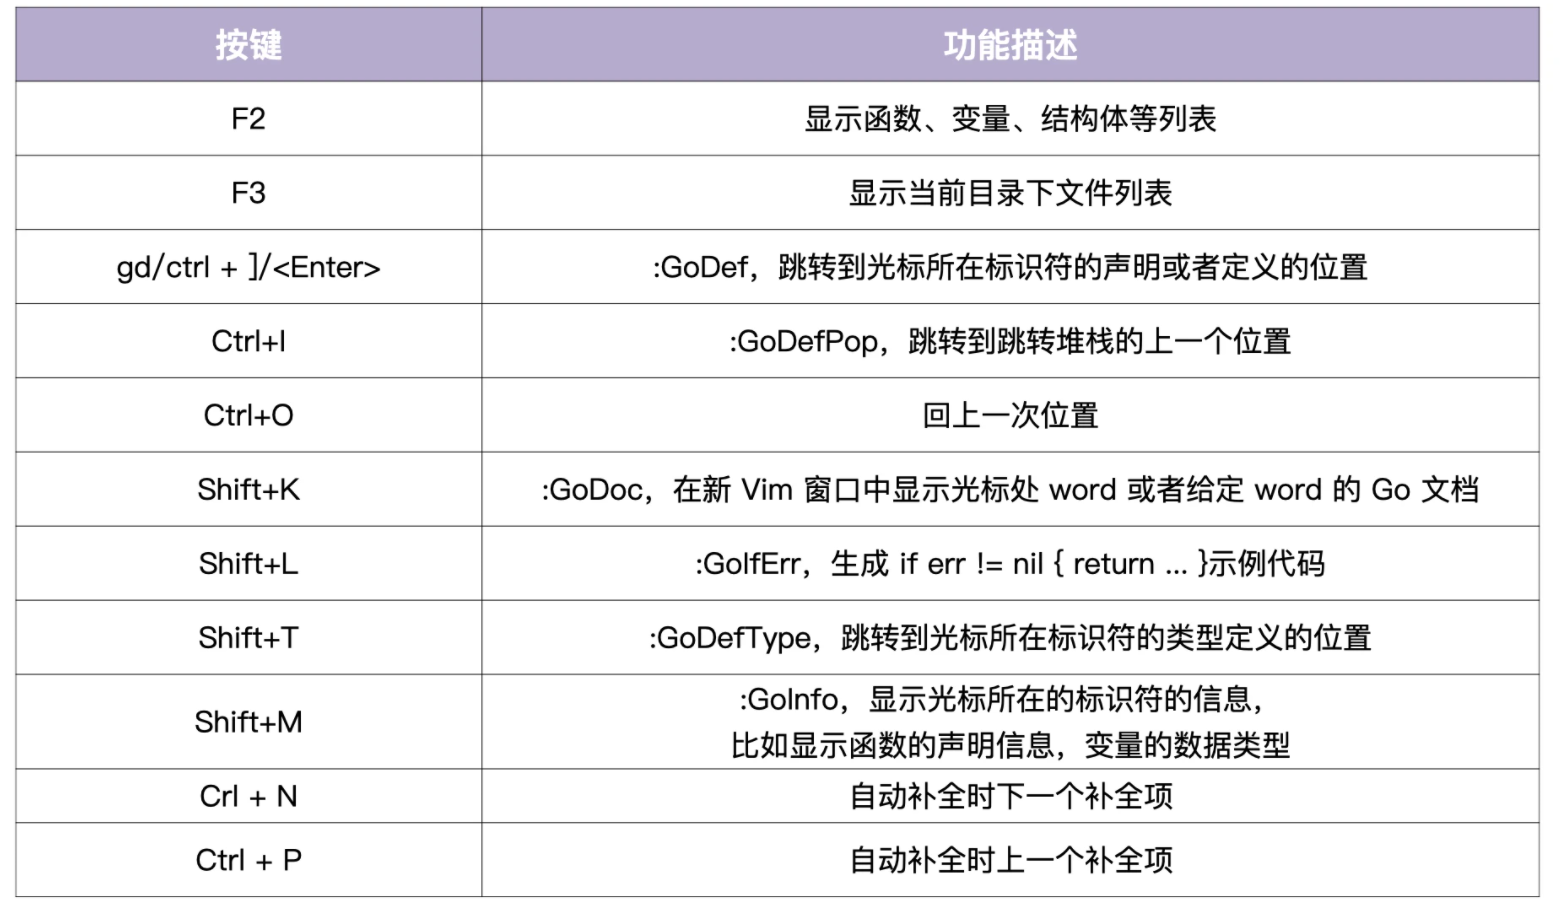 按键 功能描述
F2 显示函数、变量、结构体等列表
F3 显示当前目录下文件列表
gd/ctrl + ]/<Enter> :GoDef，跳转到光标所在标识符的声明或者定义的位置
Ctrl+I :GoDefPop，跳转到跳转堆栈的上一个位置
Ctrl+O 回上一次位置
Shift+K :GoDoc，在新 Vim 窗口中显示光标处 word 或者给定 word 的 Go 文档
Shift+L :GoIfErr，生成 if err != nil { return ... }示例代码
Shift+T :GoDefType，跳转到光标所在标识符的类型定义的位置
Shift+M :GoInfo，显示光标所在的标识符的信息，
比如显示函数的声明信息，变量的数据类型
Crl + N 自动补全时下一个补全项
Ctrl + P 自动补全时上一个补全项